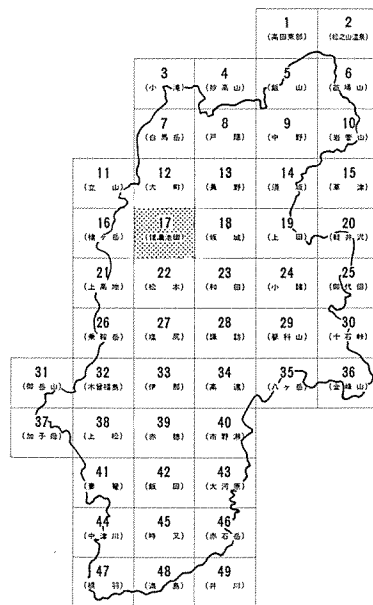 1 2
(高田東部) (松之山温泉)
3 4 5 6
(小滝) (妙高山) (飯山) (苗場山)
7 8 9 10
(白馬岳) (戸隠) (中野) (岩菅山)
11 12 13 14 15
(立山) (大町) (長野) (須坂) (草津)
16 17 18 19 20
(槍ヶ岳) (信濃池田) (坂城) (上田) (軽井沢)
21 22 23 24 25
(上高地) (松本) (和田) (小諸) (御代田)
26 27 28 29 30
(乗鞍岳) (塩尻) (諏訪) (蓼科山) (十石峠)
31 32 33 34 35 36
(御岳山) (木曽福島) (伊那) (高遠) (八ヶ岳) (金峰山)
37 38 39 40
(加子母) (上松) (赤穂) (市野瀬)
41 42 43
(妻籠) (飯田) (大河原)
44 45 46
(中津川) (時又) (赤石岳)
47 48 49
(根羽) (満島) (井川)